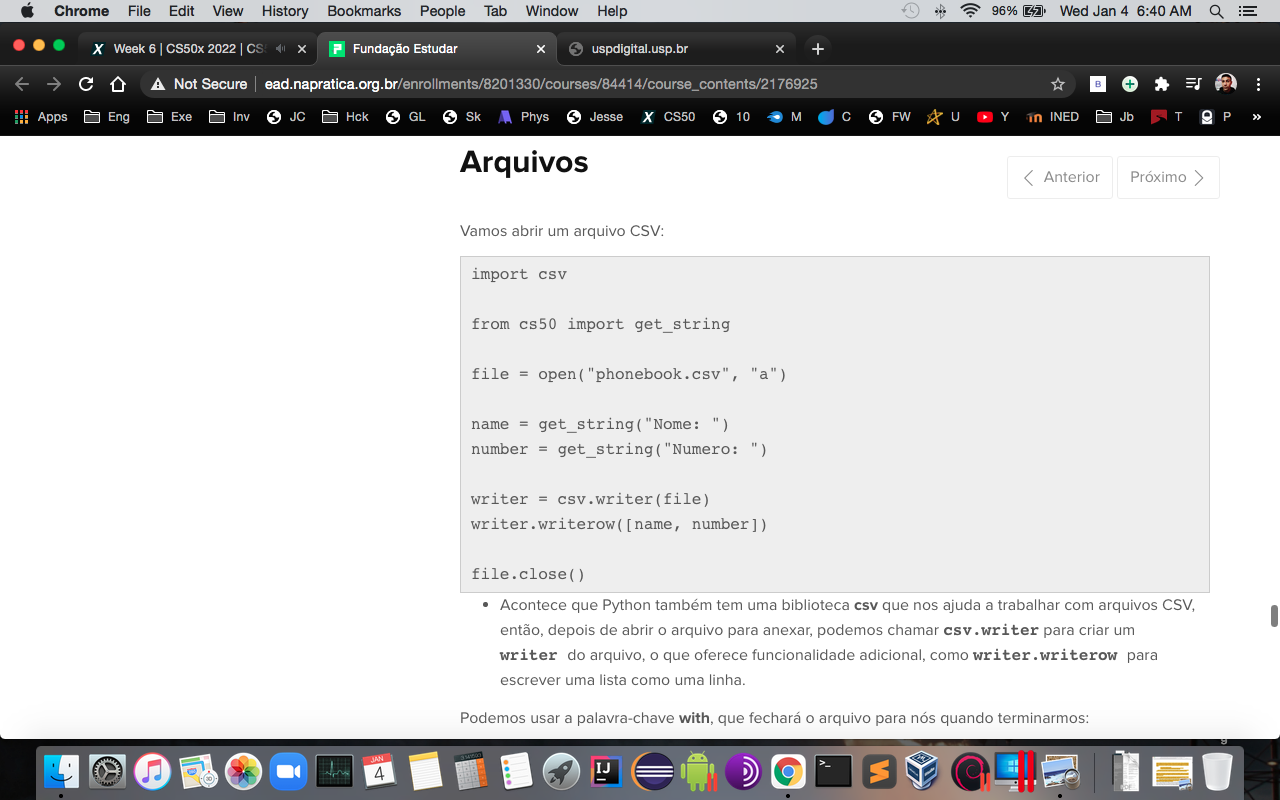 Chrome File Edit View History Bookmarks People Tab Window Help 96% Wed Jan 4 6:40 AM
Week 6 | CS50x 2022 | CS Fundação Estudar uspdigital.usp.br
Not Secure ead.napratica.org.br/enrollments/8201330/courses/84414/course_contents/2176925
Apps Eng Exe Inv JC Hck GL Sk Phys Jesse CS50 10 M C FW U Y INED Jb T P »
Arquivos
Anterior Próximo
Vamos abrir um arquivo CSV:
import csv
from cs50 import get_string
file = open("phonebook.csv", "a")
name = get_string("Nome: ")
number = get_string("Numero: ")
writer = csv.writer(file)
writer.writerow([name, number])
file.close()
• Acontece que Python também tem uma biblioteca csv que nos ajuda a trabalhar com arquivos CSV,
então, depois de abrir o arquivo para anexar, podemos chamar csv.writer para criar um
writer do arquivo, o que oferece funcionalidade adicional, como writer.writerow para
escrever uma lista como uma linha.
Podemos usar a palavra-chave with, que fechará o arquivo para nós quando terminarmos:
JAN
4
IJ